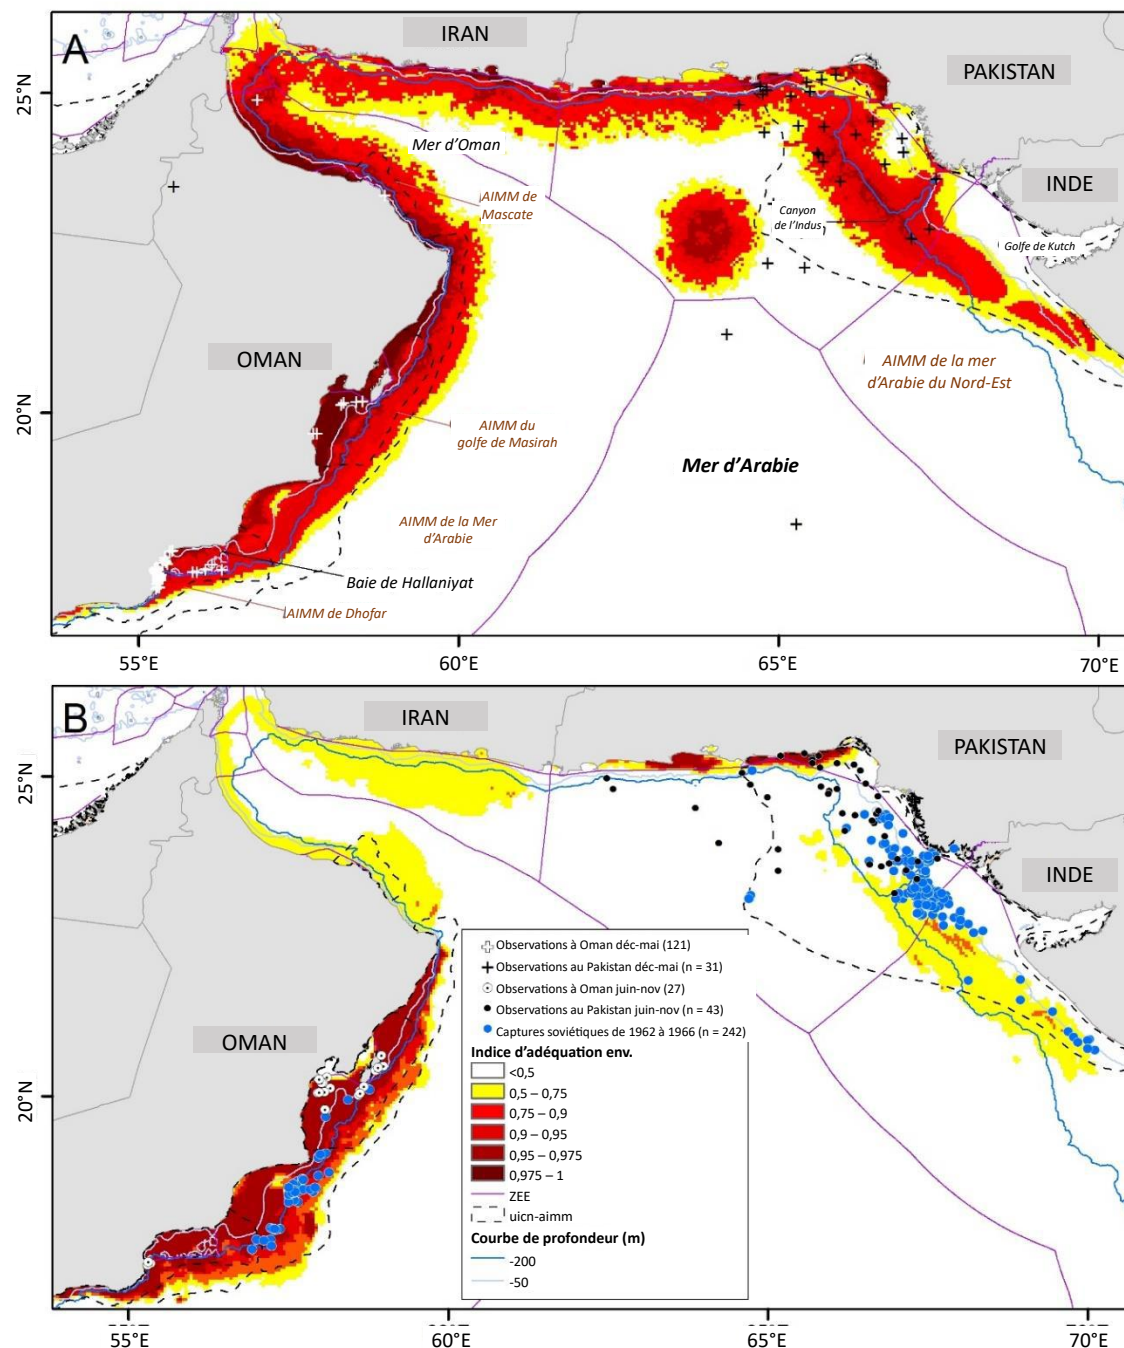 A
IRAN
PAKISTAN
25°N
Mer d'Oman
AIMM de
Mascate
INDE
Canyon
de l'Indus
Golfe de Kutch
OMAN
AIMM de la mer
d'Arabie du Nord-Est
20°N
AIMM du
golfe de Masirah
Mer d'Arabie
AIMM de la Mer
d'Arabie
Baie de Hallaniyat
AIMM de Dhofar
55°E
60°E
65°E
70°E
B
IRAN
PAKISTAN
25°N
INDE
OMAN
20°N
Observations à Oman déc-mai (121)
Observations au Pakistan déc-mai (n = 31)
Observations à Oman juin-nov (27)
Observations au Pakistan juin-nov (n = 43)
Captures soviétiques de 1962 à 1966 (n = 242)
Indice d'adéquation env.
<0,5
0,5 – 0,75
0,75 – 0,9
0,9 – 0,95
0,95 – 0,975
0,975 – 1
ZEE
uicn-aimm
Courbe de profondeur (m)
-200
-50
55°E
60°E
65°E
70°E